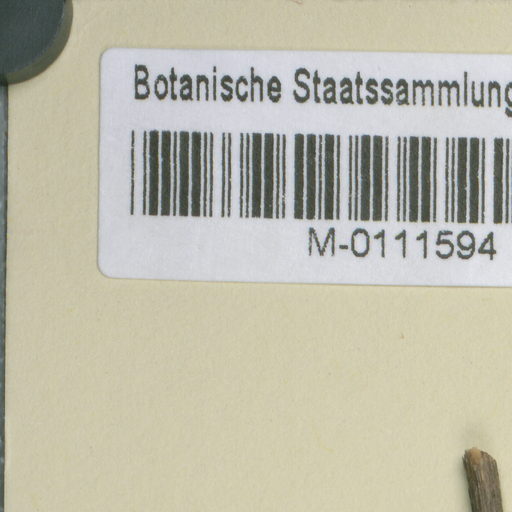 Botanische Staatssammlung
M-0111594